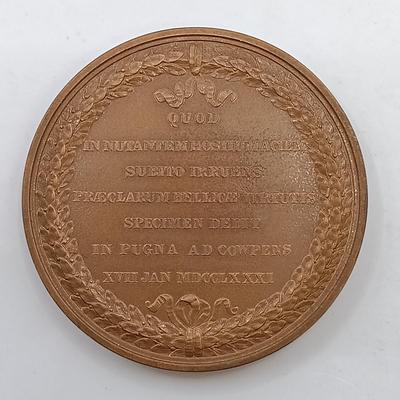 QUOD
IN NUTANTEM HOSTIUM ACIEM
SUBITO IRRUENS
PRÆCLARUM BELLICÆ VIRTUTIS
SPECIMEN DEDIT
IN PUGNA AD COWPENS
XVII JAN MDCCLXXXI